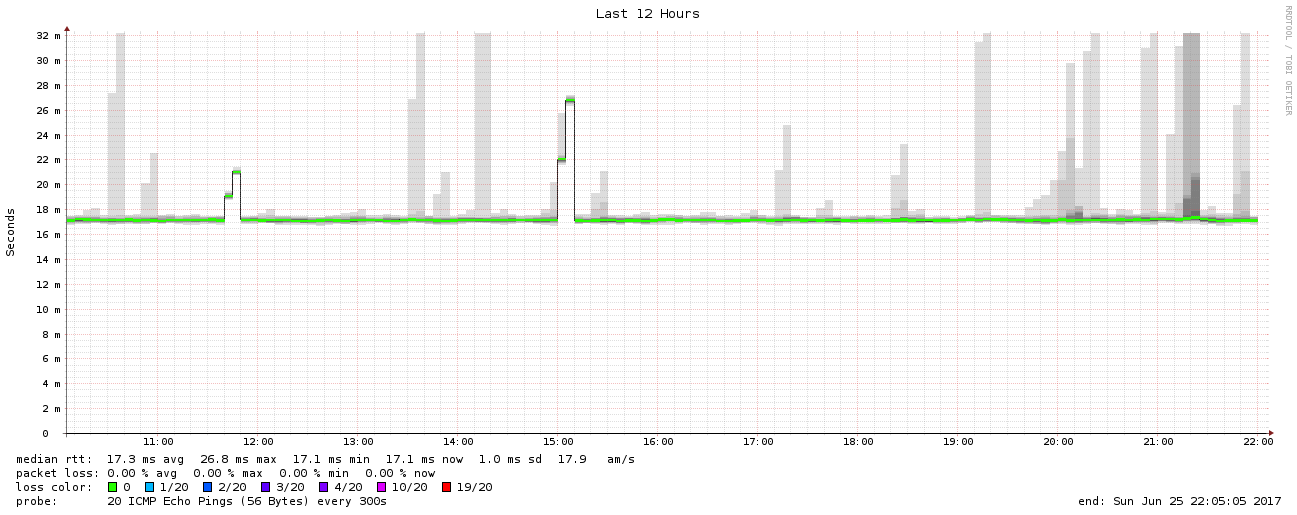 Last 12 Hours
RRDTOOL / TOBI OETIKER
Seconds
32 m
30 m
28 m
26 m
24 m
22 m
20 m
18 m
16 m
14 m
12 m
10 m
8 m
6 m
4 m
2 m
0
11:00 12:00 13:00 14:00 15:00 16:00 17:00 18:00 19:00 20:00 21:00 22:00
median rtt: 17.3 ms avg 26.8 ms max 17.1 ms min 17.1 ms now 1.0 ms sd 17.9 am/s
packet loss: 0.00 % avg 0.00 % max 0.00 % min 0.00 % now
loss color: 0 1/20 2/20 3/20 4/20 10/20 19/20
probe: 20 ICMP Echo Pings (56 Bytes) every 300s end: Sun Jun 25 22:05:05 2017